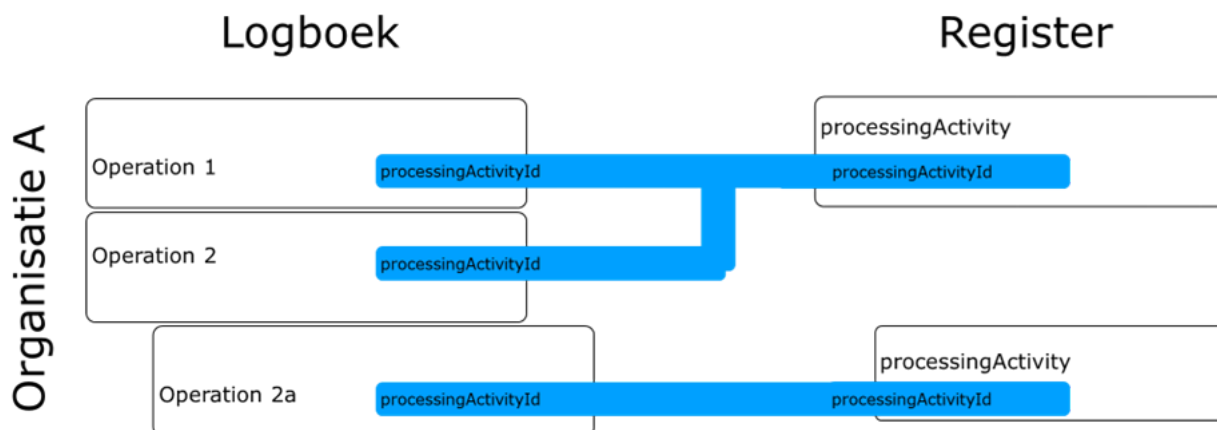 Logboek
Register
Organisatie A
processingActivity
Operation 1
processingActivityId
processingActivityId
Operation 2
processingActivityId
processingActivity
Operation 2a
processingActivityId
processingActivityId